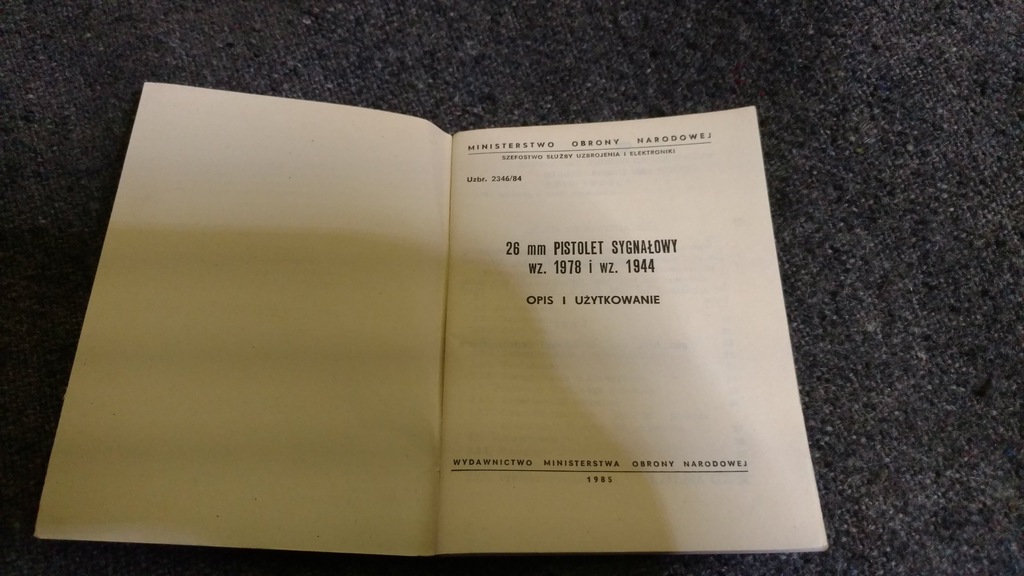 MINISTERSTWO OBRONY NARODOWEJ
SZEFOSTWO SŁUŻBY UZBROJENIA I ELEKTRONIKI
Uzbr. 2346/84
26 mm PISTOLET SYGNAŁOWY
wz. 1978 i wz. 1944
OPIS I UŻYTKOWANIE
WYDAWNICTWO MINISTERSTWA OBRONY NARODOWEJ
1985